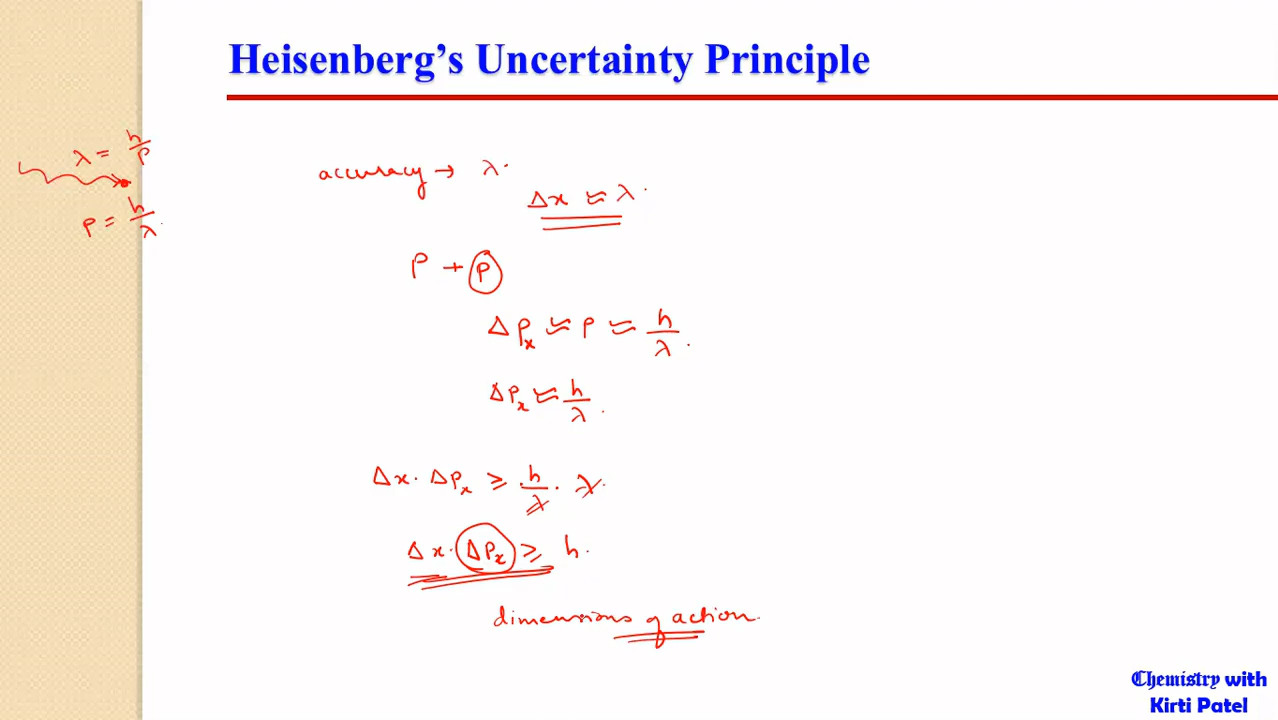 Heisenberg's Uncertainty Principle
λ = h/p
p = h/λ
accuracy → λ.
Δx ≈ λ.
p + p
Δpₓ ≈ p ≈ h/λ.
Δpₓ ≈ h/λ.
Δx · Δpₓ ≥ h/λ · λ.
Δx · Δpₓ ≥ h.
dimensions of action.
Chemistry with
Kirti Patel